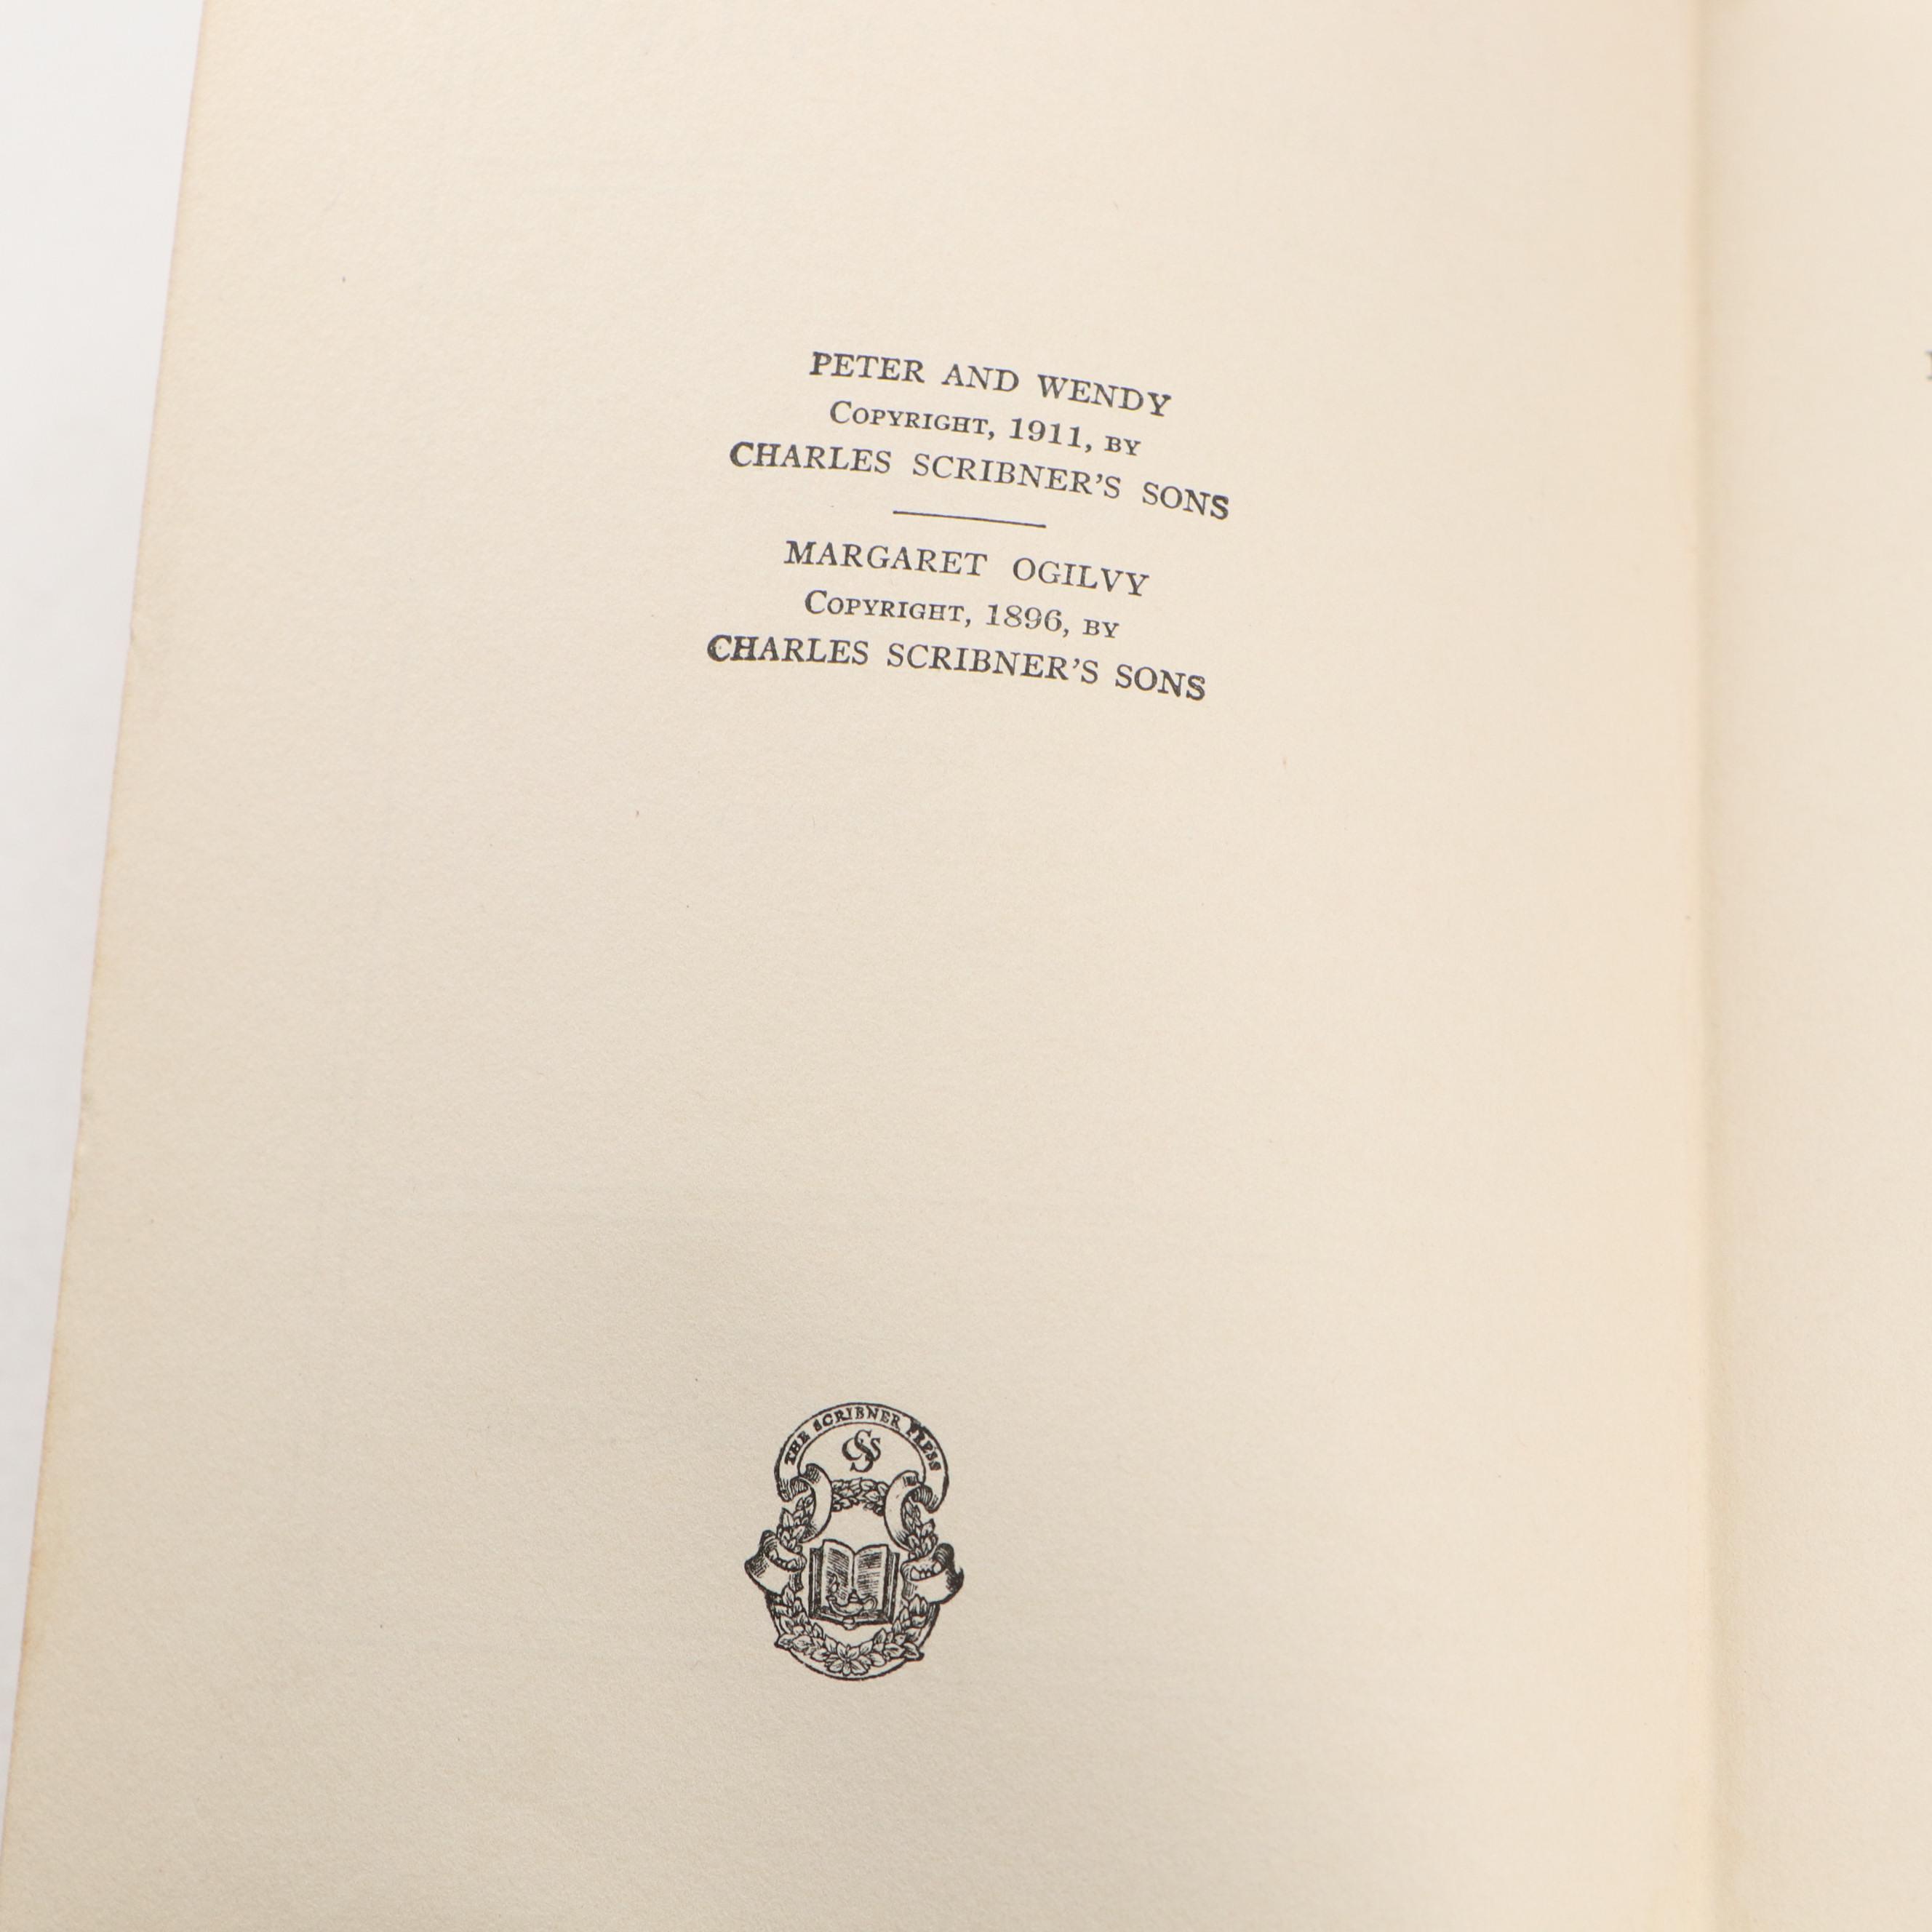 PETER AND WENDY
COPYRIGHT, 1911, BY
CHARLES SCRIBNER'S SONS
MARGARET OGILVY
COPYRIGHT, 1896, BY
CHARLES SCRIBNER'S SONS
THE SCRIBNER PRESS
CSS